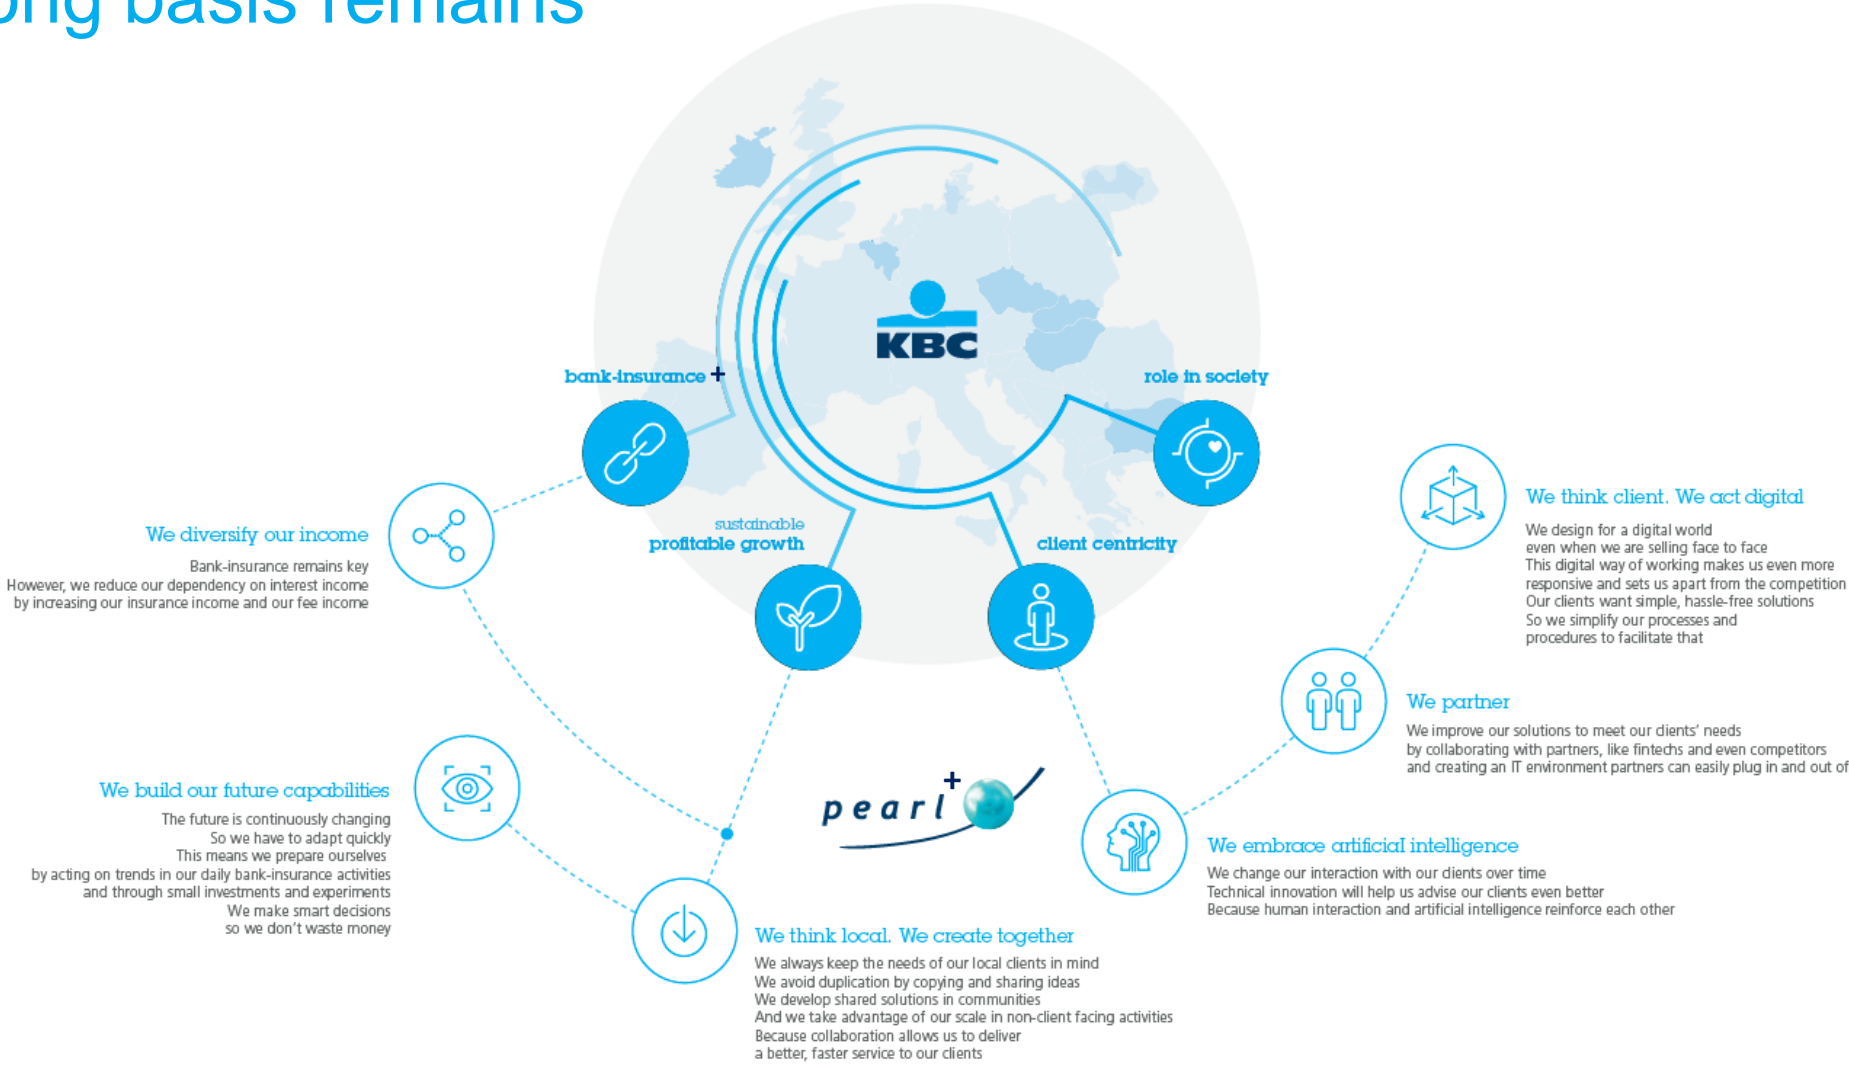 ong basis remains
KBC
bank-insurance +
role in society
sustainable
profitable growth
client centricity
We diversify our income
Bank-insurance remains key
However, we reduce our dependency on interest income
by increasing our insurance income and our fee income
We think client. We act digital
We design for a digital world
even when we are selling face to face
This digital way of working makes us even more
responsive and sets us apart from the competition
Our clients want simple, hassle-free solutions
So we simplify our processes and
procedures to facilitate that
We partner
We improve our solutions to meet our clients' needs
by collaborating with partners, like fintechs and even competitors
and creating an IT environment partners can easily plug in and out of
We build our future capabilities
The future is continuously changing
So we have to adapt quickly
This means we prepare ourselves
by acting on trends in our daily bank-insurance activities
and through small investments and experiments
We make smart decisions
so we don't waste money
pearl+
We embrace artificial intelligence
We change our interaction with our clients over time
Technical innovation will help us advise our clients even better
Because human interaction and artificial intelligence reinforce each other
We think local. We create together
We always keep the needs of our local clients in mind
We avoid duplication by copying and sharing ideas
We develop shared solutions in communities
And we take advantage of our scale in non-client facing activities
Because collaboration allows us to deliver
a better, faster service to our clients